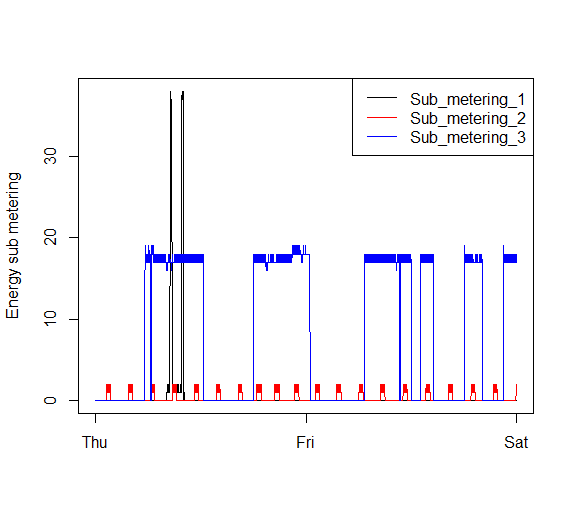 Sub_metering_1
Sub_metering_2
Sub_metering_3
Energy sub metering
30
20
10
0
Thu Fri Sat